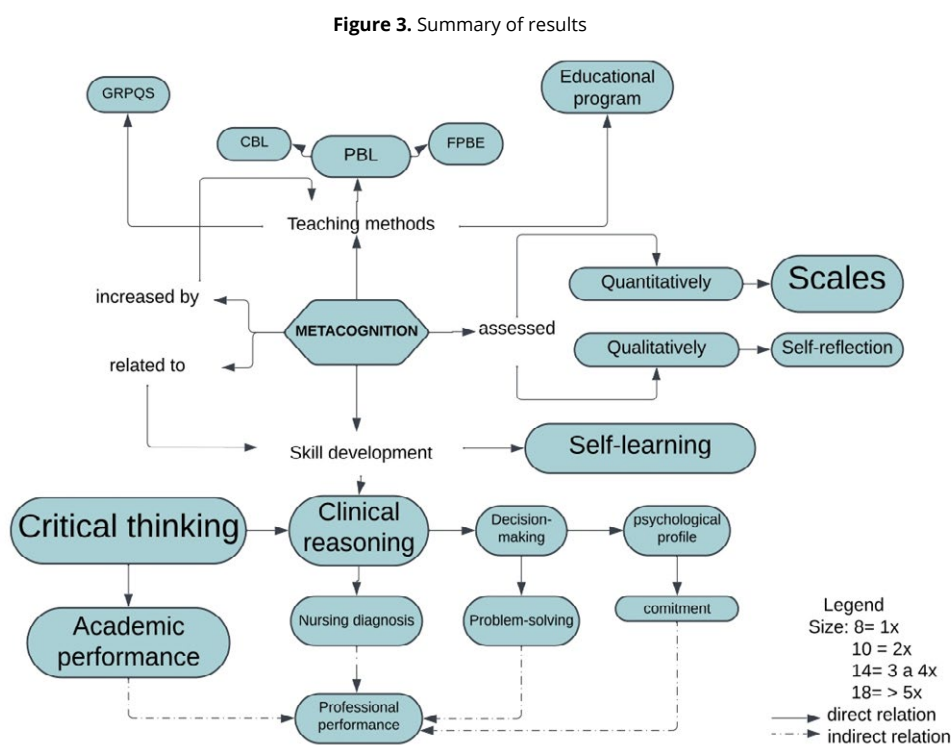 Figure 3. Summary of results
Educational
program
GRPQS
CBL
PBL
FPBE
Teaching methods
Quantitatively
Scales
increased by
METACOGNITION
assessed
Qualitatively
Self-reflection
related to
Skill development
Self-learning
Critical thinking
Clinical
reasoning
Decision-
making
psychological
profile
Academic
performance
Nursing diagnosis
Problem-solving
comitment
Professional
performance
Legend
Size: 8= 1x
10 = 2x
14= 3 a 4x
18= > 5x
direct relation
indirect relation